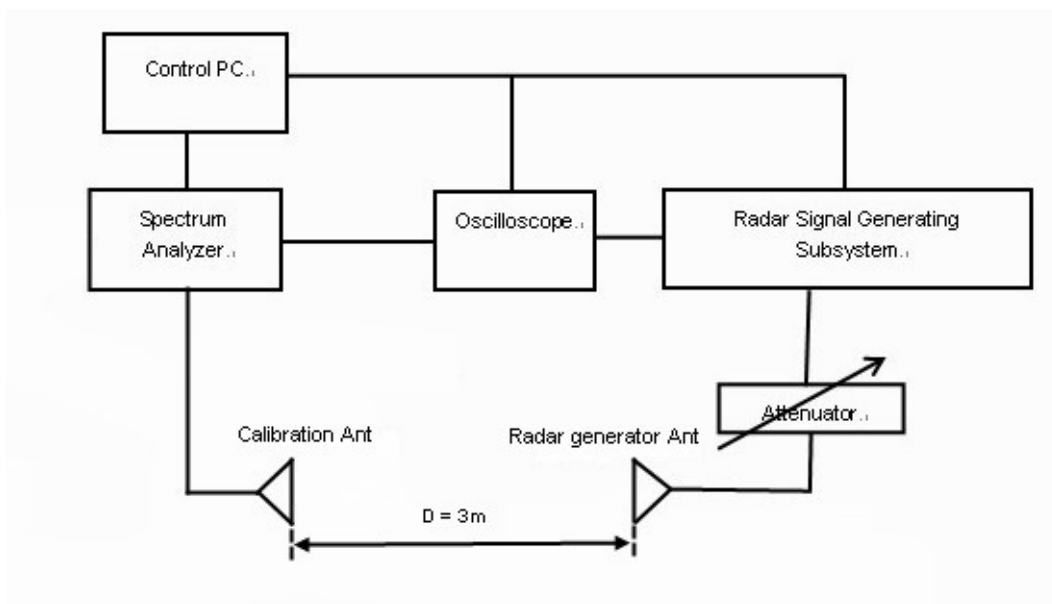 Control PC
Spectrum
Analyzer
Oscilloscope
Radar Signal Generating
Subsystem
Attenuator
Calibration Ant
Radar generator Ant
D = 3m